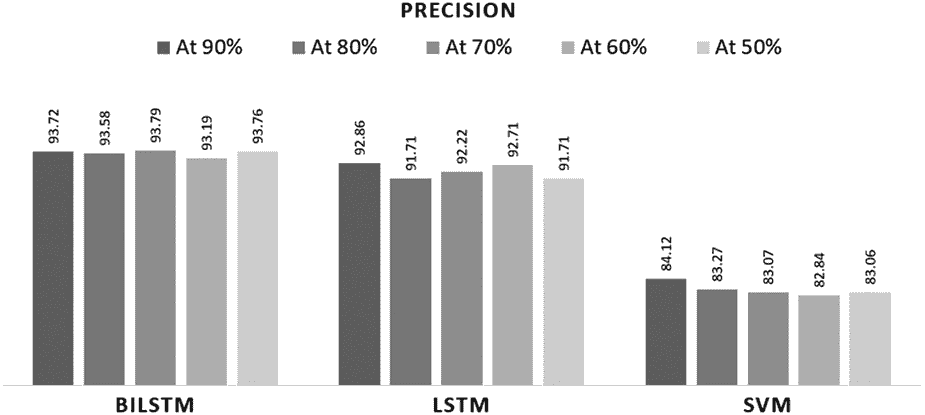 PRECISION
At 90% At 80% At 70% At 60% At 50%
93.72 93.58 93.79 93.19 93.76 92.86 91.71 92.22 92.71 91.71 84.12 83.27 83.07 82.84 83.06
BILSTM LSTM SVM